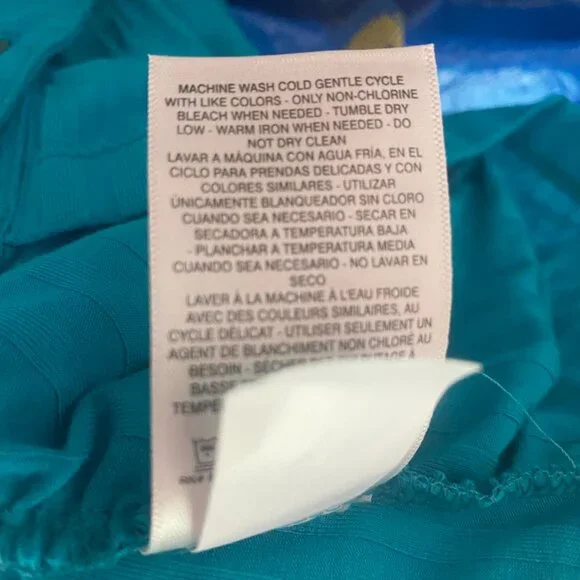 MACHINE WASH COLD GENTLE CYCLE
WITH LIKE COLORS - ONLY NON-CHLORINE
BLEACH WHEN NEEDED - TUMBLE DRY
LOW - WARM IRON WHEN NEEDED - DO
NOT DRY CLEAN
LAVAR A MÁQUINA CON AGUA FRÍA, EN EL
CICLO PARA PRENDAS DELICADAS Y CON
COLORES SIMILARES - UTILIZAR
ÚNICAMENTE BLANQUEADOR SIN CLORO
CUANDO SEA NECESARIO - SECAR EN
SECADORA A TEMPERATURA BAJA
- PLANCHAR A TEMPERATURA MEDIA
CUANDO SEA NECESARIO - NO LAVAR EN
SECO
LAVER À LA MACHINE À L'EAU FROIDE
AVEC DES COULEURS SIMILAIRES, AU
CYCLE DÉLICAT - UTILISER SEULEMENT UN
AGENT DE BLANCHIMENT NON CHLORÉ AU
BESOIN - SÉCHER
BASSE
TEMPÉ
RN#